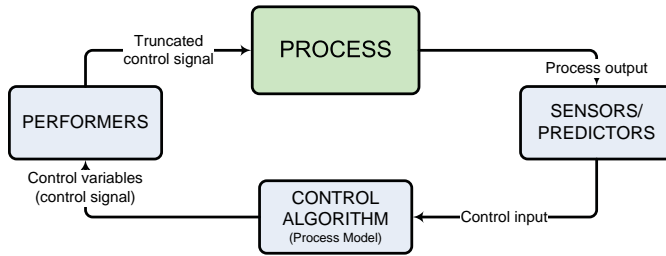 Truncated
control signal
PROCESS
Process output
PERFORMERS
SENSORS/
PREDICTORS
Control variables
(control signal)
CONTROL
ALGORITHM
(Process Model)
Control input